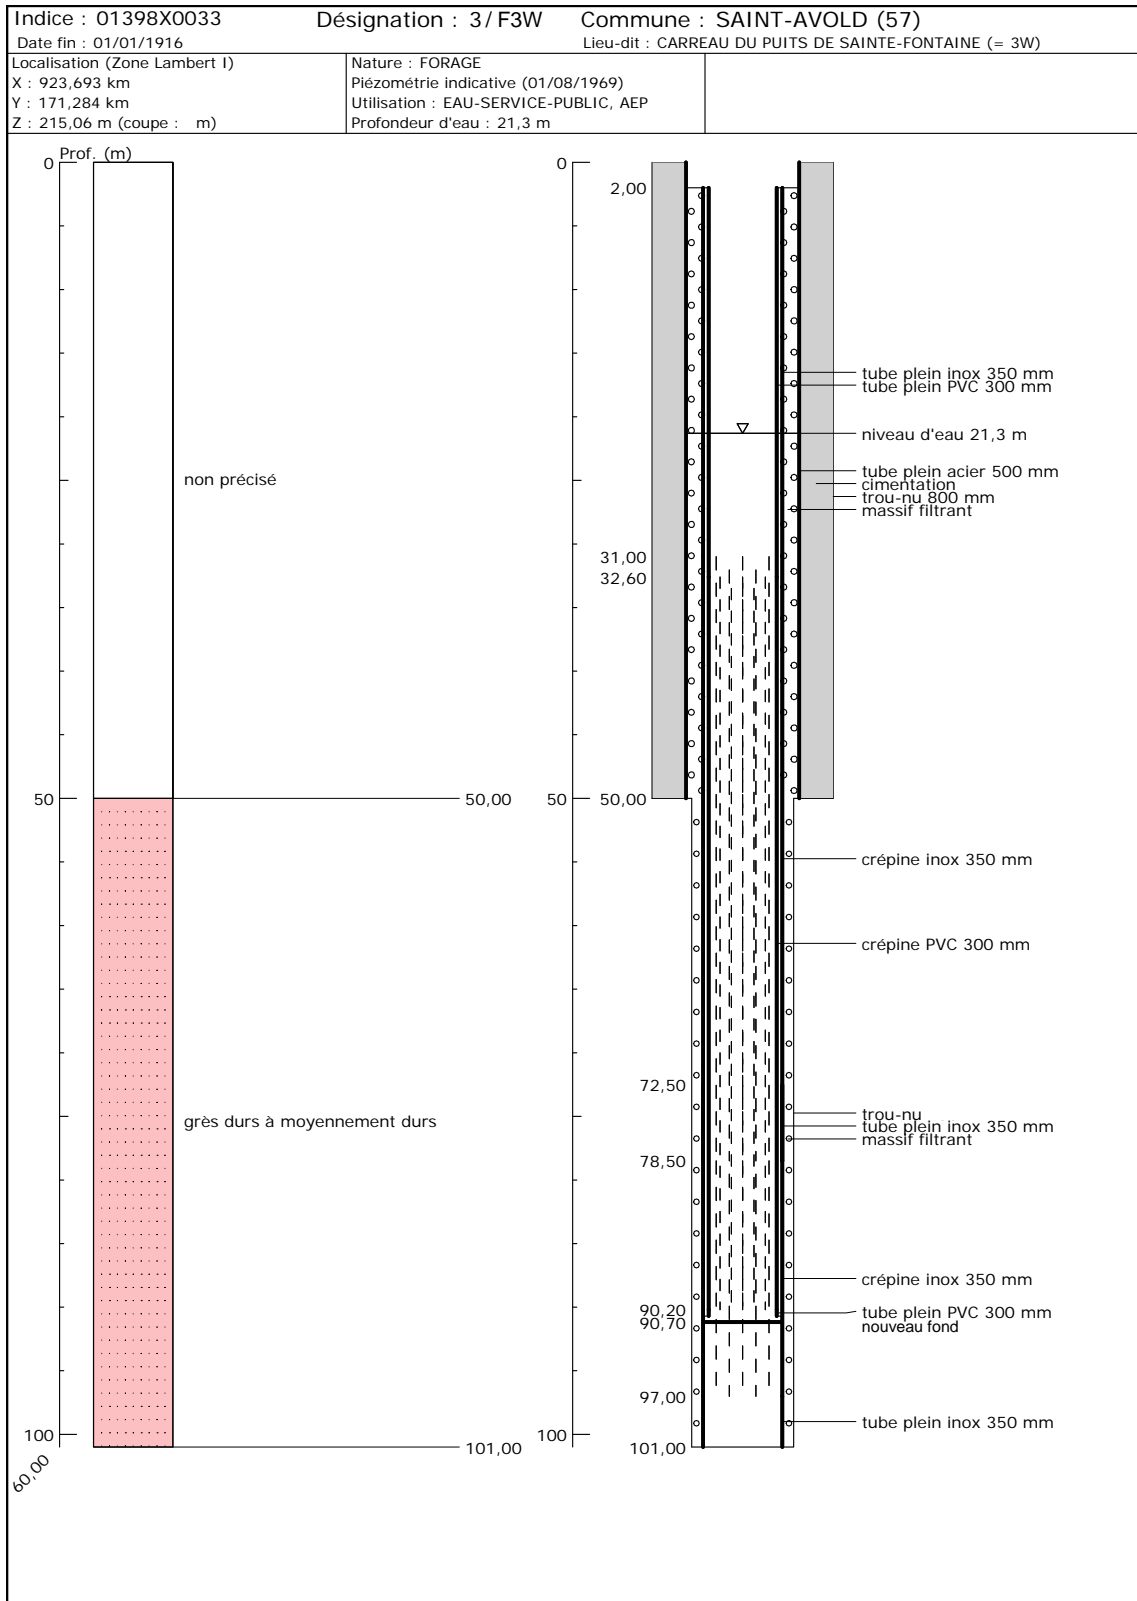 Indice : 01398X0033 Désignation : 3/F3W Commune : SAINT-AVOLD (57)
Date fin : 01/01/1916 Lieu-dit : CARREAU DU PUITS DE SAINTE-FONTAINE (= 3W)
Localisation (Zone Lambert I)
X : 923,693 km
Y : 171,284 km
Z : 215,06 m (coupe : m)
Nature : FORAGE
Piézométrie indicative (01/08/1969)
Utilisation : EAU-SERVICE-PUBLIC, AEP
Profondeur d'eau : 21,3 m
Prof. (m)
0
50
100
60,00
non précisé
50,00
grès durs à moyennement durs
101,00
0
50
100
2,00
31,00
32,60
50,00
72,50
78,50
90,20
90,70
97,00
101,00
tube plein inox 350 mm
tube plein PVC 300 mm
niveau d'eau 21,3 m
tube plein acier 500 mm
cimentation
trou-nu 800 mm
massif filtrant
crépine inox 350 mm
crépine PVC 300 mm
trou-nu
tube plein inox 350 mm
massif filtrant
crépine inox 350 mm
tube plein PVC 300 mm
nouveau fond
tube plein inox 350 mm